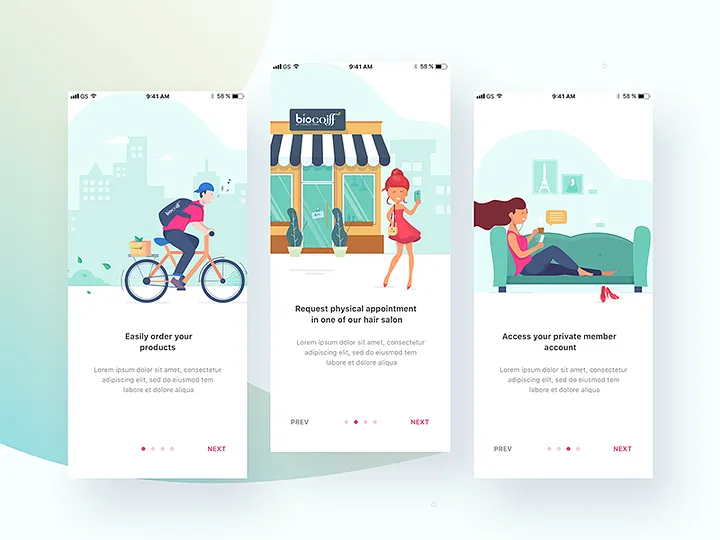 GS
9:41 AM
58 %
biocoiff'
Easily order your
products
Lorem ipsum dolor sit amet, consectetur
adipiscing elit, sed do eiusmod tem
labore et dolore aliqua
NEXT
GS
9:41 AM
58 %
biocoiff'
Request physical appointment
in one of our hair salon
Lorem ipsum dolor sit amet, consectetur
adipiscing elit, sed do eiusmod tem
labore et dolore aliqua
PREV
NEXT
GS
9:41 AM
58 %
Access your private member
account
Lorem ipsum dolor sit amet, consectetur
adipiscing elit, sed do eiusmod tem
labore et dolore aliqua
PREV
NEXT